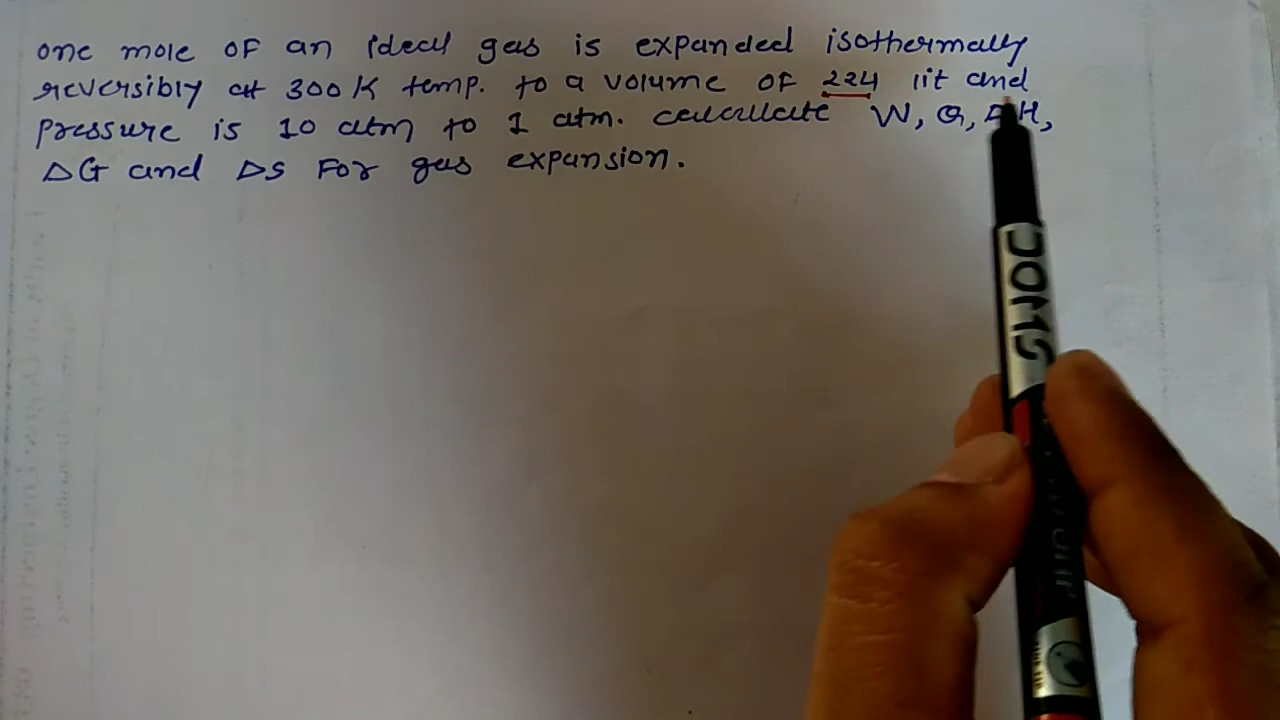 one mole of an ideal gas is expanded isothermally
reversibly at 300 K temp. to a volume of 224 lit and
pressure is 10 atm to 1 atm. calculate W, Q, ΔH,
ΔG and ΔS For gas expansion.
DOMS